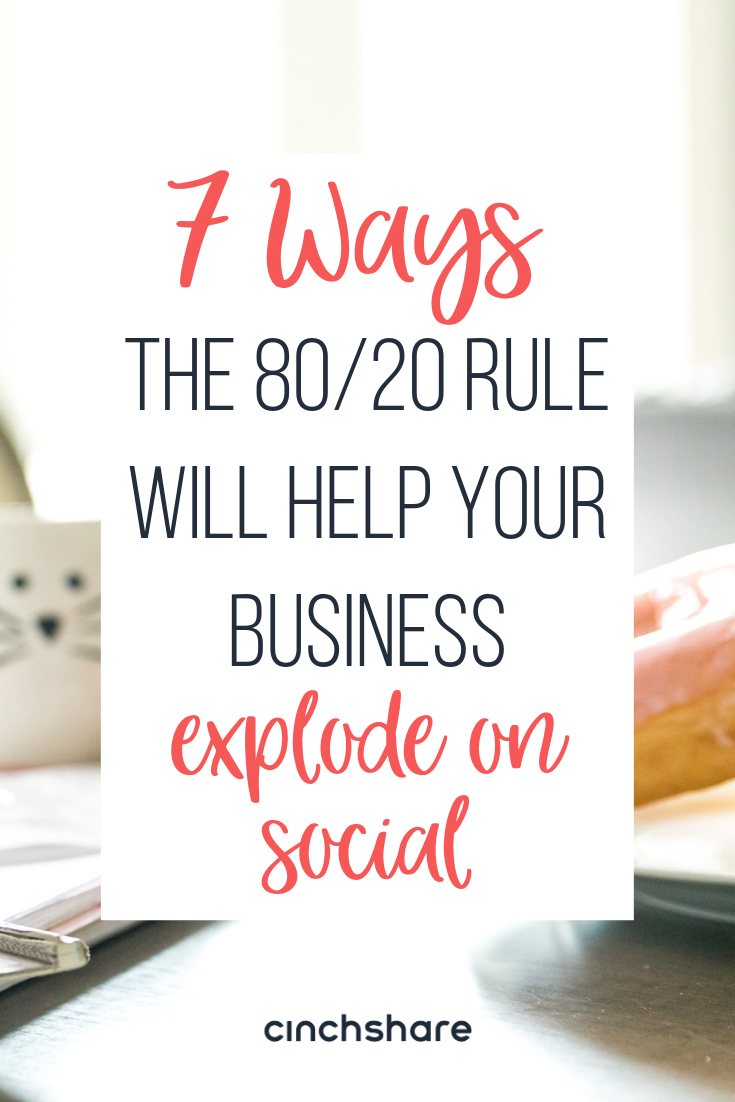 7 Ways
THE 80/20 RULE
WILL HELP YOUR
BUSINESS
explode on
social
cinchshare